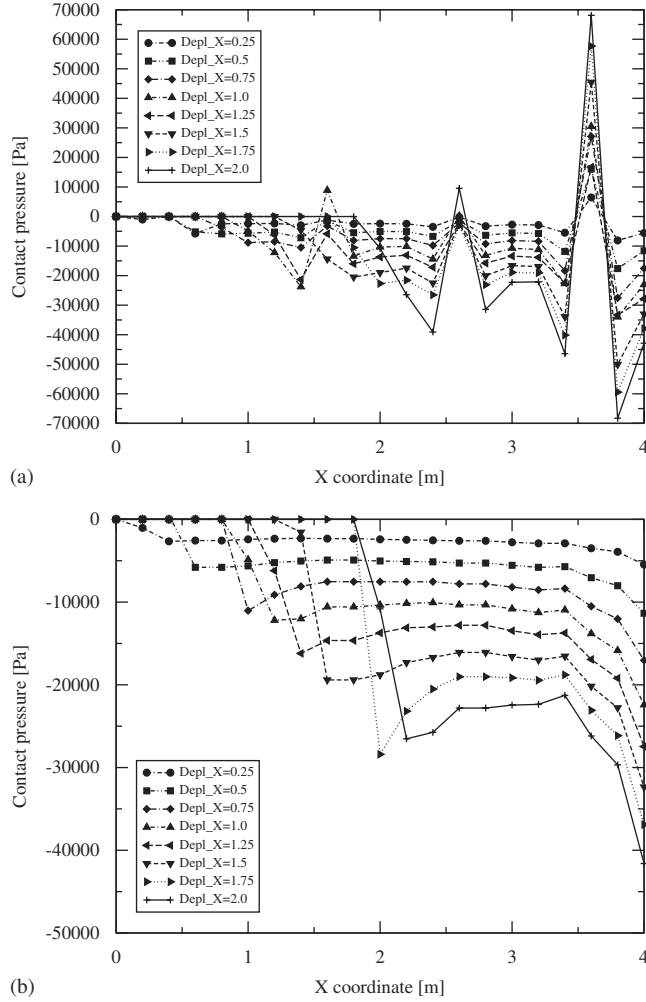 70000
60000
50000
40000
30000
20000
10000
0
-10000
-20000
-30000
-40000
-50000
-60000
-70000
Contact pressure [Pa]
Depl_X=0.25
Depl_X=0.5
Depl_X=0.75
Depl_X=1.0
Depl_X=1.25
Depl_X=1.5
Depl_X=1.75
Depl_X=2.0
0 1 2 3 4
(a) X coordinate [m]
0
-10000
-20000
-30000
-40000
-50000
Contact pressure [Pa]
Depl_X=0.25
Depl_X=0.5
Depl_X=0.75
Depl_X=1.0
Depl_X=1.25
Depl_X=1.5
Depl_X=1.75
Depl_X=2.0
0 1 2 3 4
(b) X coordinate [m]